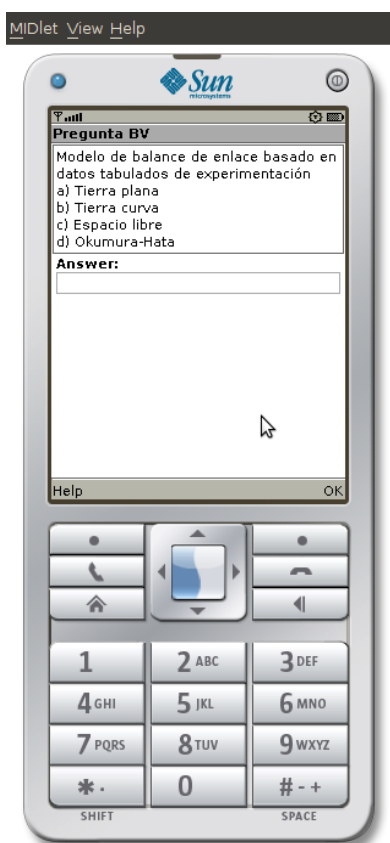 MIDlet View Help
Sun
microsystems
Pregunta BV
Modelo de balance de enlace basado en
datos tabulados de experimentación
a) Tierra plana
b) Tierra curva
c) Espacio libre
d) Okumura-Hata
Answer:
Help OK
1 2 ABC 3 DEF
4 GHI 5 JKL 6 MNO
7 PQRS 8 TUV 9 WXYZ
* . 0 # - +
SHIFT SPACE